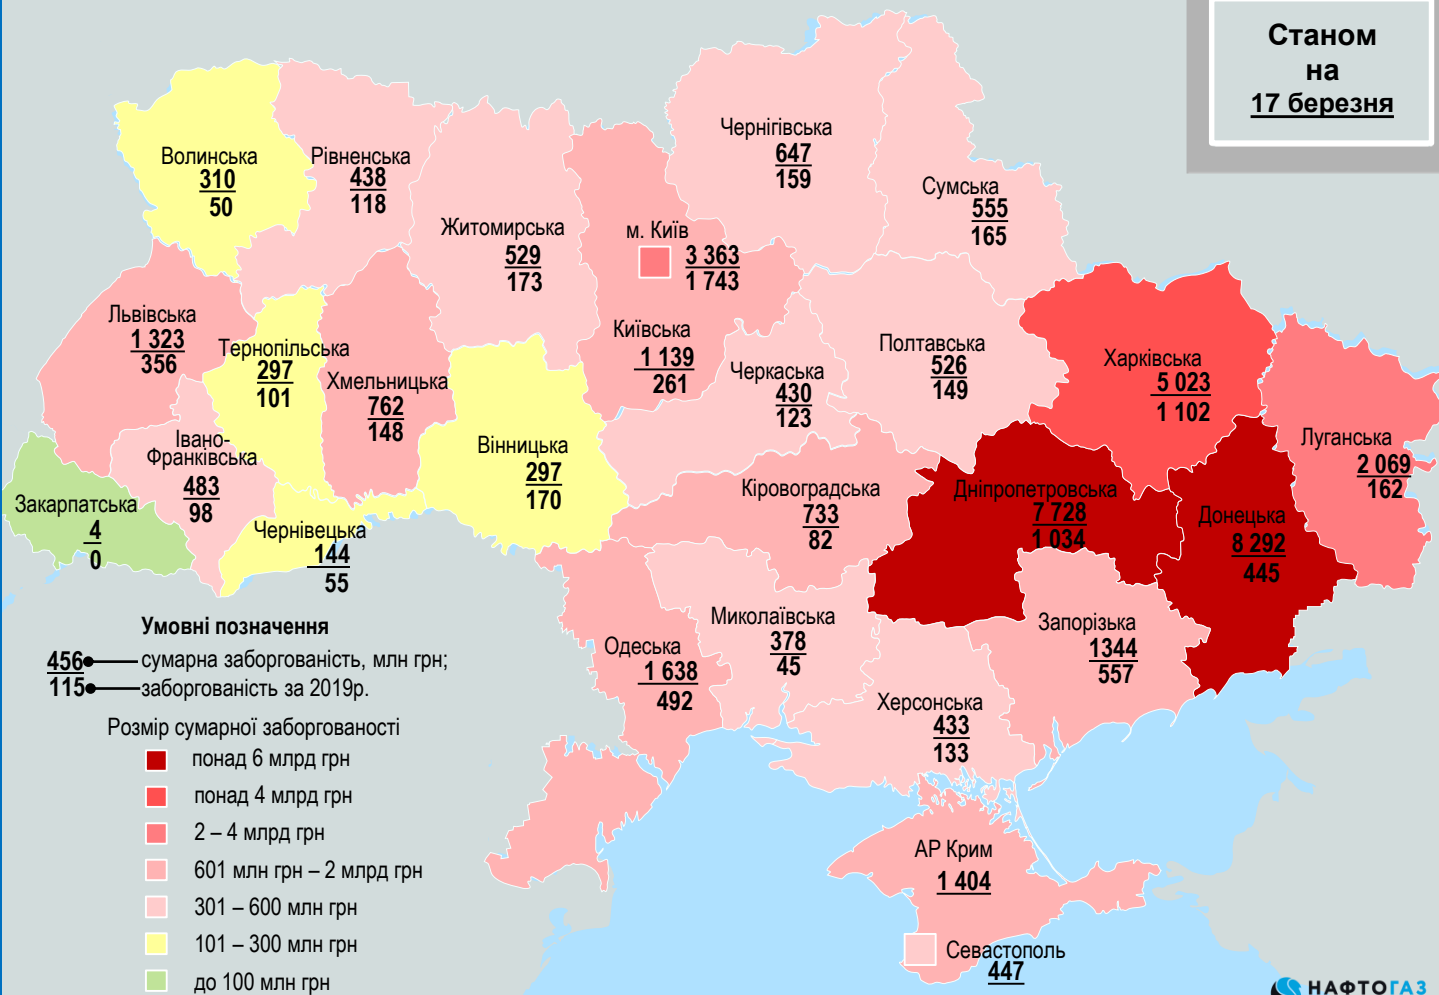 Станом
на
17 березня
Волинська
310
50
Рівненська
438
118
Житомирська
529
173
м. Київ
3 363
1 743
Чернігівська
647
159
Сумська
555
165
Львівська
1 323
356
Тернопільська
297
101
Хмельницька
762
148
Київська
1 139
261
Черкаська
430
123
Полтавська
526
149
Харківська
5 023
1 102
Луганська
2 069
162
Івано-
Франківська
483
98
Вінницька
297
170
Закарпатська
4
0
Чернівецька
144
55
Кіровоградська
733
82
Дніпропетровська
7 728
1 034
Донецька
8 292
445
Одеська
1 638
492
Миколаївська
378
45
Запорізька
1344
557
Херсонська
433
133
АР Крим
1 404
Севастополь
447
Умовні позначення
456 сумарна заборгованість, млн грн;
115 заборгованість за 2019р.
Розмір сумарної заборгованості
понад 6 млрд грн
понад 4 млрд грн
2 – 4 млрд грн
601 млн грн – 2 млрд грн
301 – 600 млн грн
101 – 300 млн грн
до 100 млн грн
НАФТОГАЗ